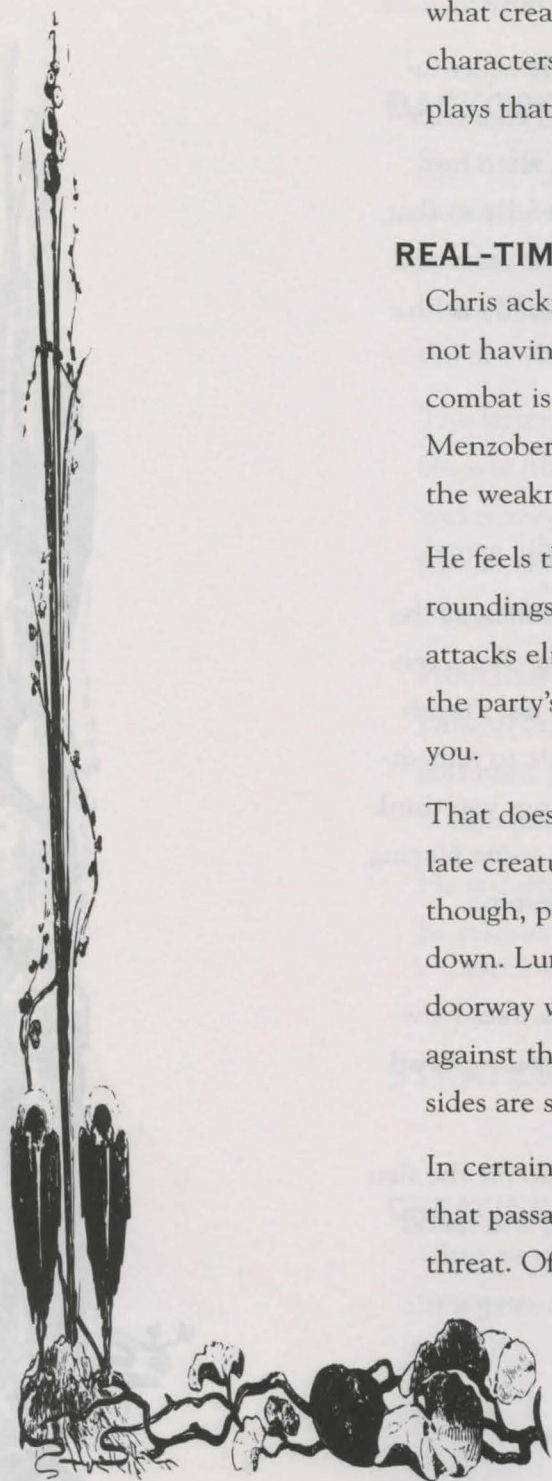 what crea
characters
plays that
REAL-TIM
Chris ack
not havin
combat is
Menzober
the weakn
He feels t
roundings
attacks eli
the party's
you.
That does
late creatu
though, p
down. Lur
doorway w
against th
sides are s
In certain
that passa
threat. Of